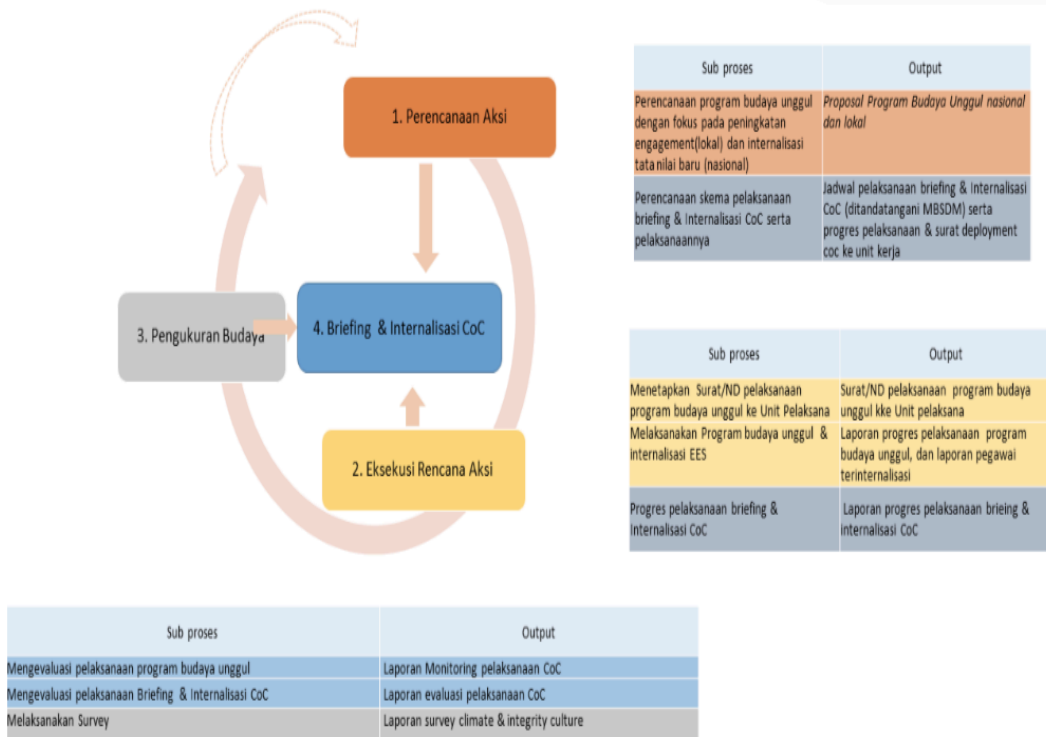 1. Perencanaan Aksi
3. Pengukuran Budaya
4. Briefing & Internalisasi CoC
2. Eksekusi Rencana Aksi
Sub proses
Output
Perencanaan program budaya unggul
dengan fokus pada peningkatan
engagement(lokal) dan internalisasi
tata nilai baru (nasional)
Proposal Program Budaya Unggul nasional
dan lokal
Perencanaan skema pelaksanaan
briefing & Internalisasi CoC serta
pelaksanaannya
Jadwal pelaksanaan briefing & Internalisasi
CoC (ditandatangani MBSDM) serta
progres pelaksanaan & surat deployment
coc ke unit kerja
Sub proses
Output
Menetapkan Surat/ND pelaksanaan
program budaya unggul ke Unit Pelaksana
Surat/ND pelaksanaan program budaya
unggul kke Unit pelaksana
Melaksanakan Program budaya unggul &
internalisasi EES
Laporan progres pelaksanaan program
budaya unggul, dan laporan pegawai
terinternalisasi
Progres pelaksanaan briefing &
Internalisasi CoC
Laporan progres pelaksanaan brieing &
internalisasi CoC
Sub proses
Output
Mengevaluasi pelaksanaan program budaya unggul
Laporan Monitoring pelaksanaan CoC
Mengevaluasi pelaksanaan Briefing & Internalisasi CoC
Laporan evaluasi pelaksanaan CoC
Melaksanakan Survey
Laporan survey climate & integrity culture